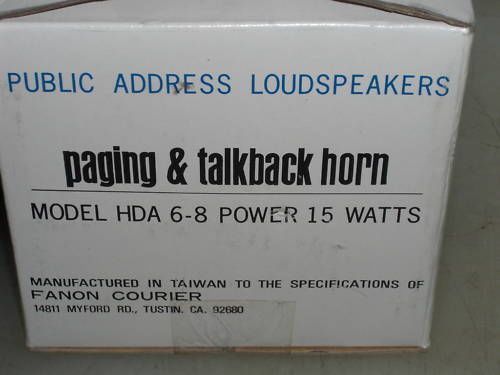 PUBLIC ADDRESS LOUDSPEAKERS
paging & talkback horn
MODEL HDA 6-8 POWER 15 WATTS
MANUFACTURED IN TAIWAN TO THE SPECIFICATIONS OF
FANON COURIER
14811 MYFORD RD., TUSTIN. CA. 92680